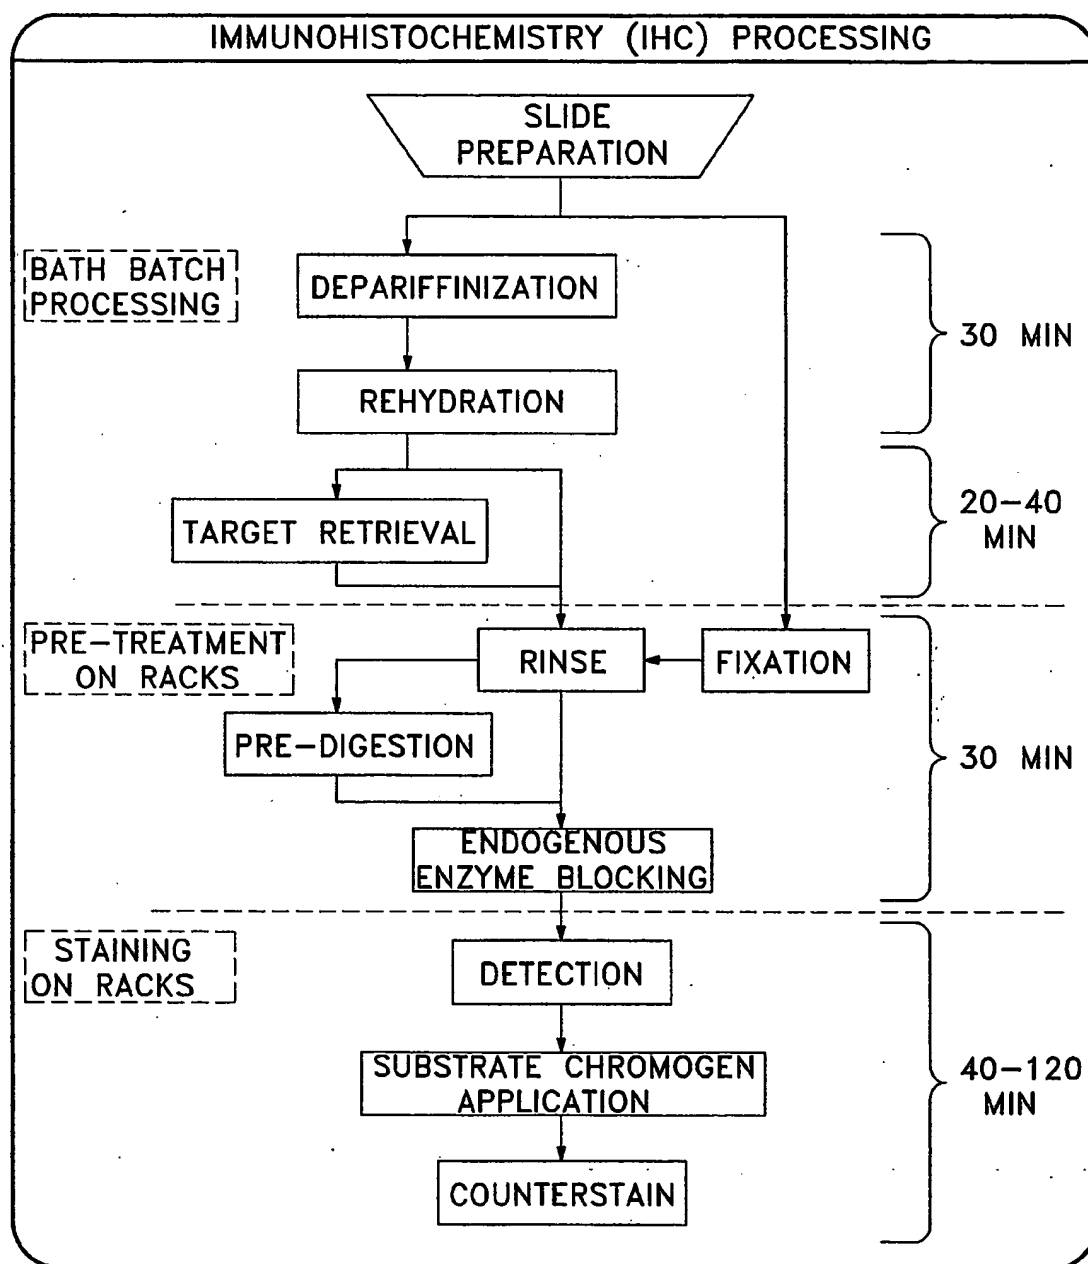 IMMUNOHISTOCHEMISTRY (IHC) PROCESSING
SLIDE
PREPARATION
BATH BATCH
PROCESSING
DEPARIFFINIZATION
30 MIN
REHYDRATION
TARGET RETRIEVAL
20-40
MIN
PRE-TREATMENT
ON RACKS
RINSE
FIXATION
PRE-DIGESTION
30 MIN
ENDOGENOUS
ENZYME BLOCKING
STAINING
ON RACKS
DETECTION
SUBSTRATE CHROMOGEN
APPLICATION
40-120
MIN
COUNTERSTAIN